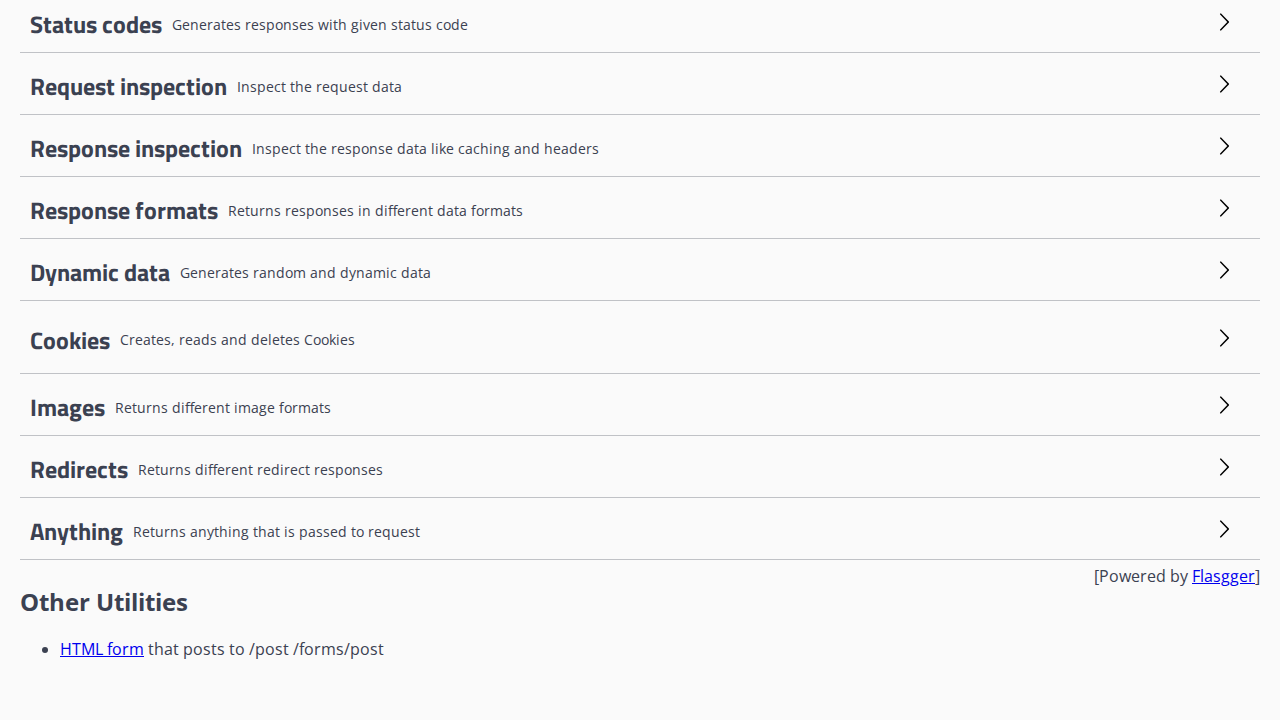 Status codes Generates responses with given status code
Request inspection Inspect the request data
Response inspection Inspect the response data like caching and headers
Response formats Returns responses in different data formats
Dynamic data Generates random and dynamic data
Cookies Creates, reads and deletes Cookies
Images Returns different image formats
Redirects Returns different redirect responses
Anything Returns anything that is passed to request
[Powered by Flasgger]
Other Utilities
• HTML form that posts to /post /forms/post